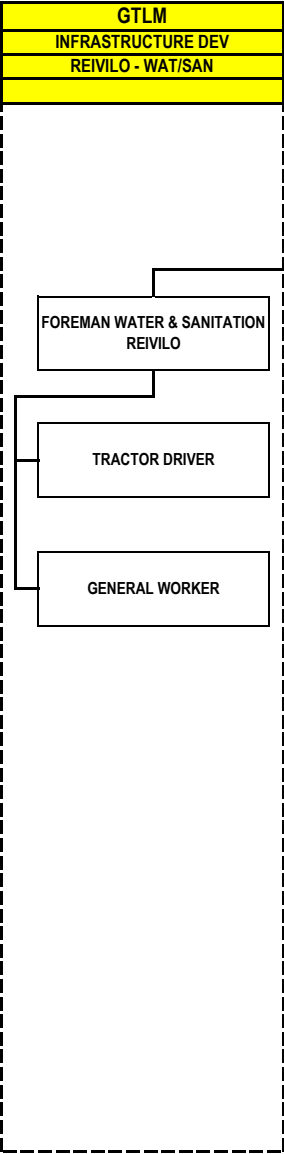 GTLM
INFRASTRUCTURE DEV
REIVILO - WAT/SAN
FOREMAN WATER & SANITATION
REIVILO
TRACTOR DRIVER
GENERAL WORKER